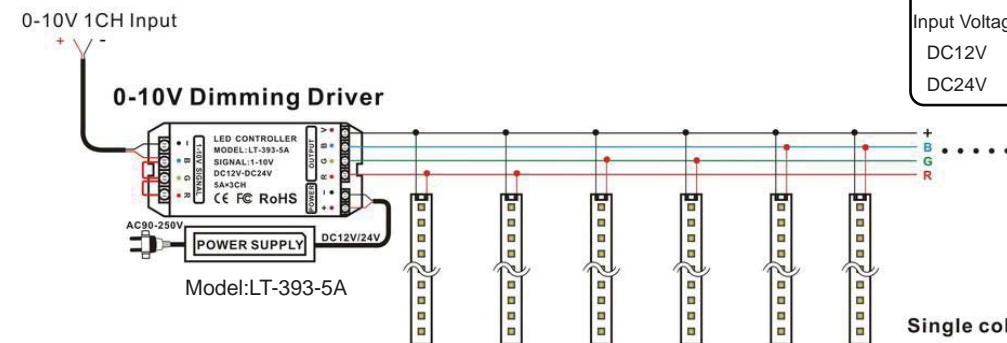 0-10V 1CH Input
+ -
0-10V Dimming Driver
Input Voltag
DC12V
DC24V
LED CONTROLLER
MODEL:LT-393-5A
SIGNAL:1-10V
DC12V-DC24V
5A×3CH
CE FC RoHS
1-10V SIGNAL
- B G R
OUTPUT
V B G R
POWER
- +
+
B
G
R
AC90-250V
POWER SUPPLY
DC12V/24V
Model:LT-393-5A
Single col